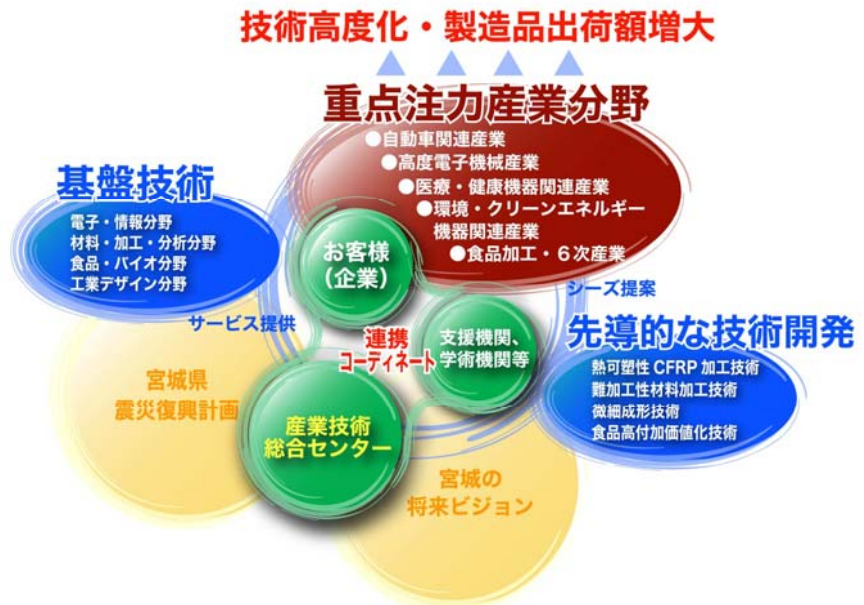 技術高度化・製造品出荷額増大
重点注力産業分野
●自動車関連産業
●高度電子機械産業
●医療・健康機器関連産業
●環境・クリーンエネルギー
機器関連産業
●食品加工・６次産業
基盤技術
電子・情報分野
材料・加工・分析分野
食品・バイオ分野
工業デザイン分野
お客様
（企業）
サービス提供
シーズ提案
連携
コーディネート
支援機関、
学術機関等
先導的な技術開発
熱可塑性 CFRP 加工技術
難加工性材料加工技術
微細成形技術
食品高付加価値化技術
宮城県
震災復興計画
産業技術
総合センター
宮城の
将来ビジョン